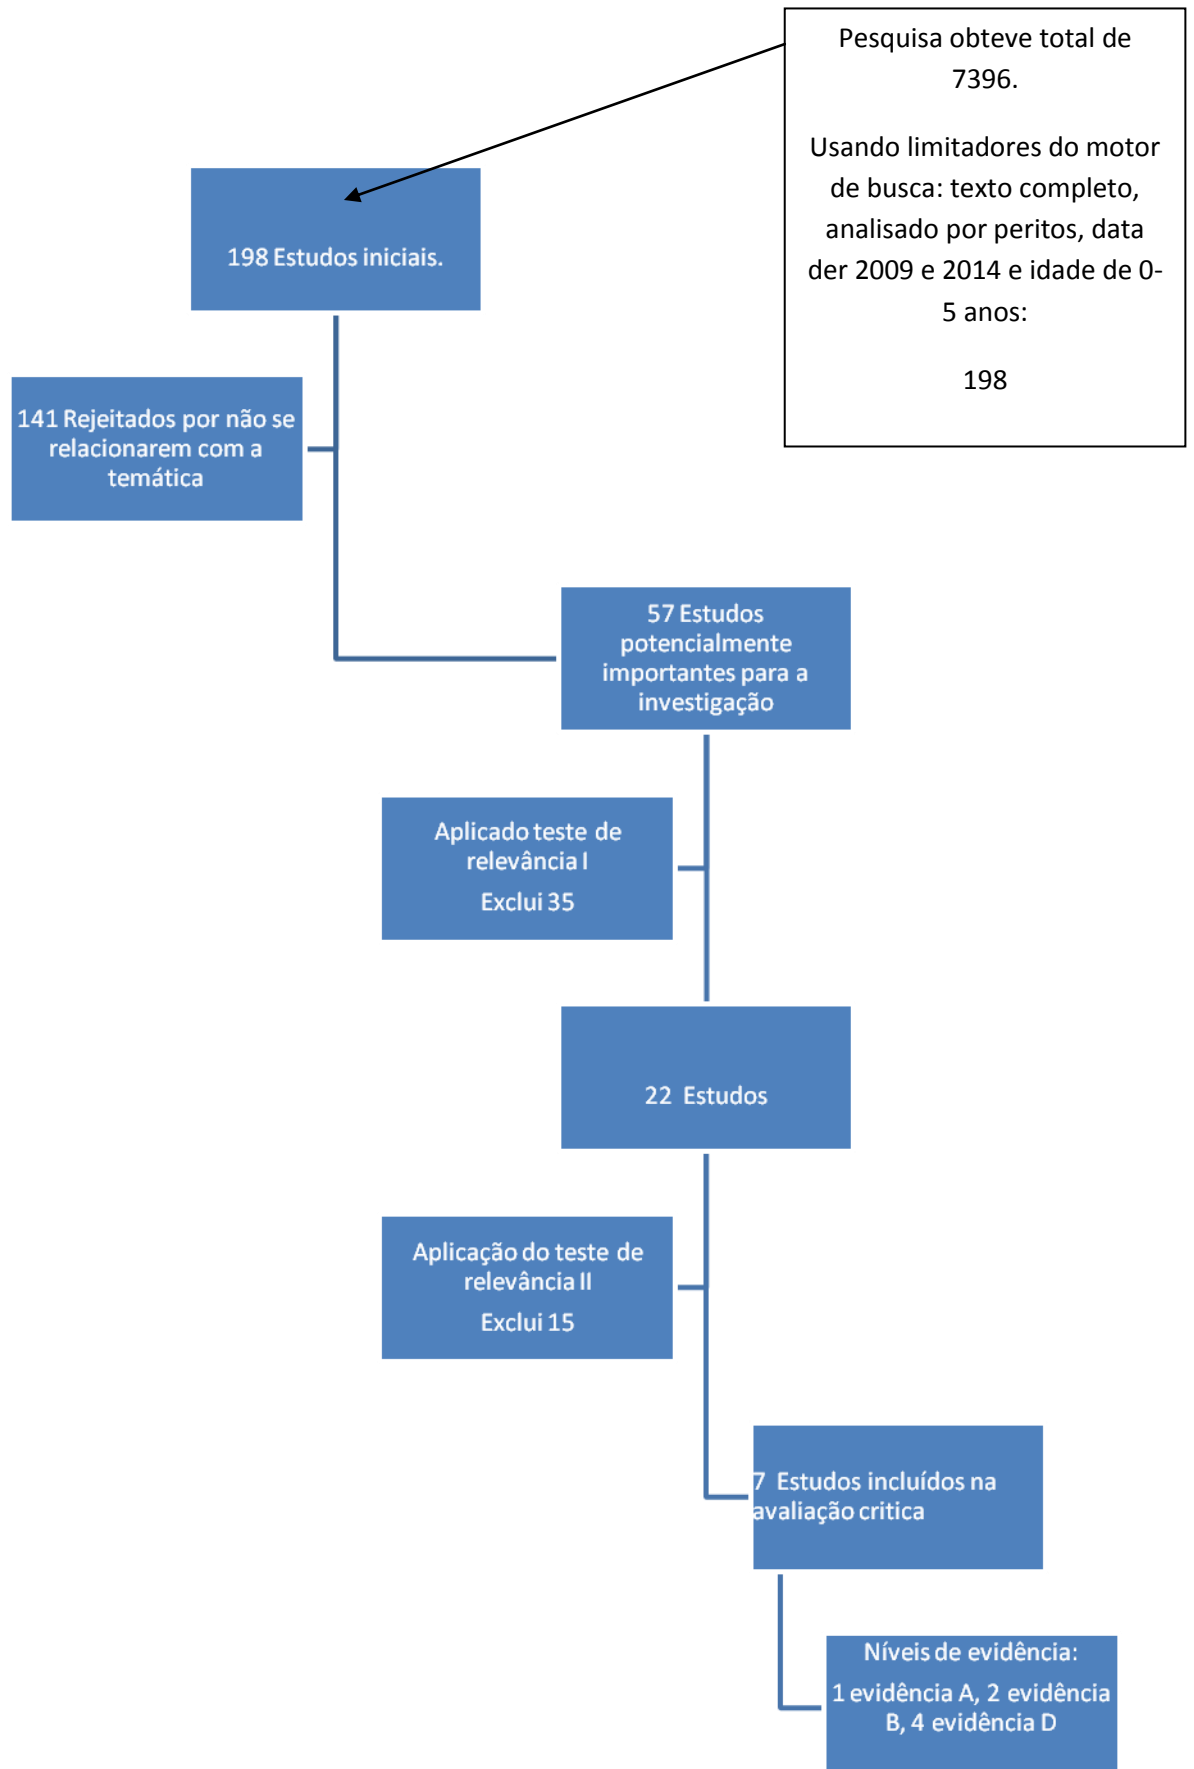 Pesquisa obteve total de
7396.
Usando limitadores do motor
de busca: texto completo,
analisado por peritos, data
der 2009 e 2014 e idade de 0-
5 anos:
198
198 Estudos iniciais.
141 Rejeitados por não se
relacionarem com a
temática
57 Estudos
potencialmente
importantes para a
investigação
Aplicado teste de
relevância I
Exclui 35
22 Estudos
Aplicação do teste de
relevância II
Exclui 15
7 Estudos incluídos na
avaliação critica
Níveis de evidência:
1 evidência A, 2 evidência
B, 4 evidência D